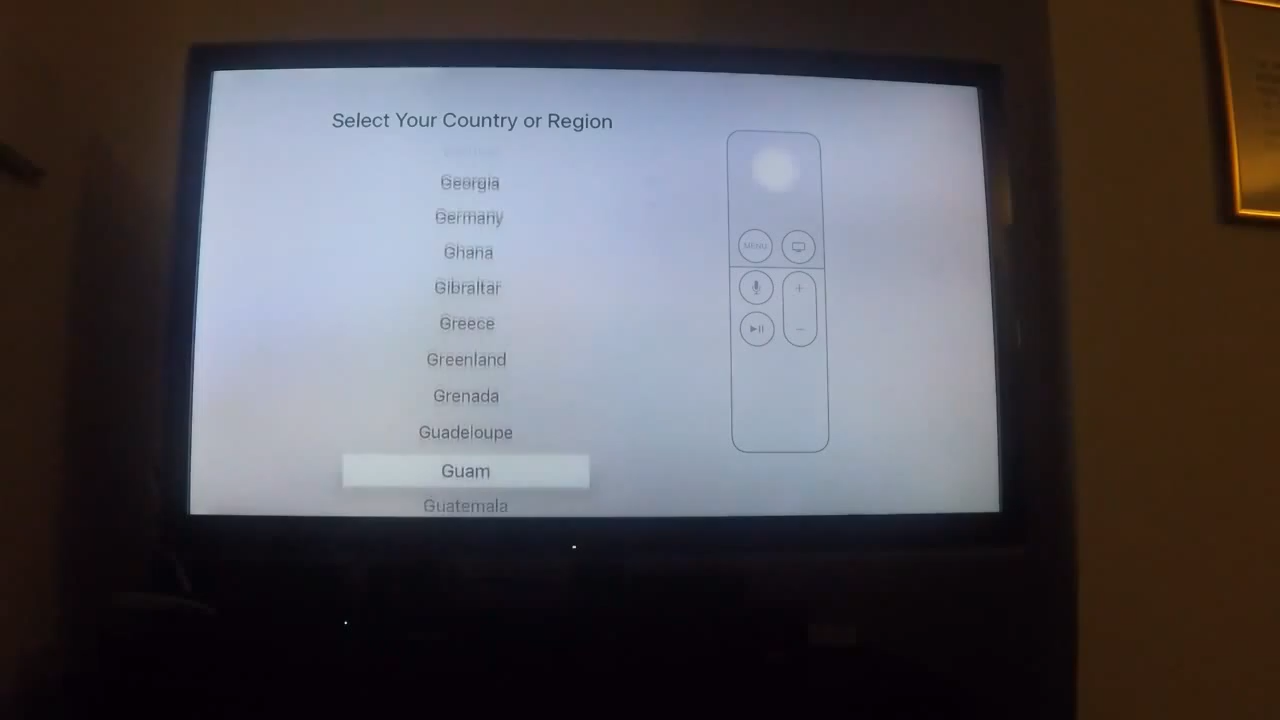 Select Your Country or Region
Georgia
Germany
Ghana
Gibraltar
Greece
Greenland
Grenada
Guadeloupe
Guam
Guatemala
MENU
+
−